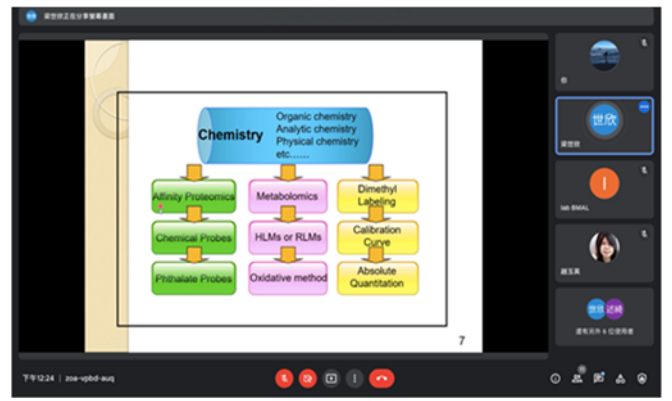 梁世欣正在分享螢幕畫面
Chemistry
Organic chemistry
Analytic chemistry
Physical chemistry
etc......
Affinity Proteomics
Metabolomics
Dimethyl
Labeling
Chemical Probes
HLMs or RLMs
Calibration
Curve
Phthalate Probes
Oxidative method
Absolute
Quantitation
7
你
世欣
梁世欣
I
lab BMAL
趙玉英
世欣
還有另外 6 位使用者
下午12:24 | zoa-vpbd-auq